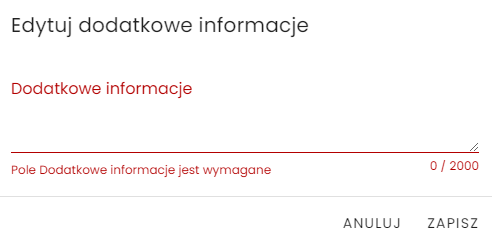 Edytuj dodatkowe informacje
Dodatkowe informacje
Pole Dodatkowe informacje jest wymagane
0 / 2000
ANULUJ ZAPISZ